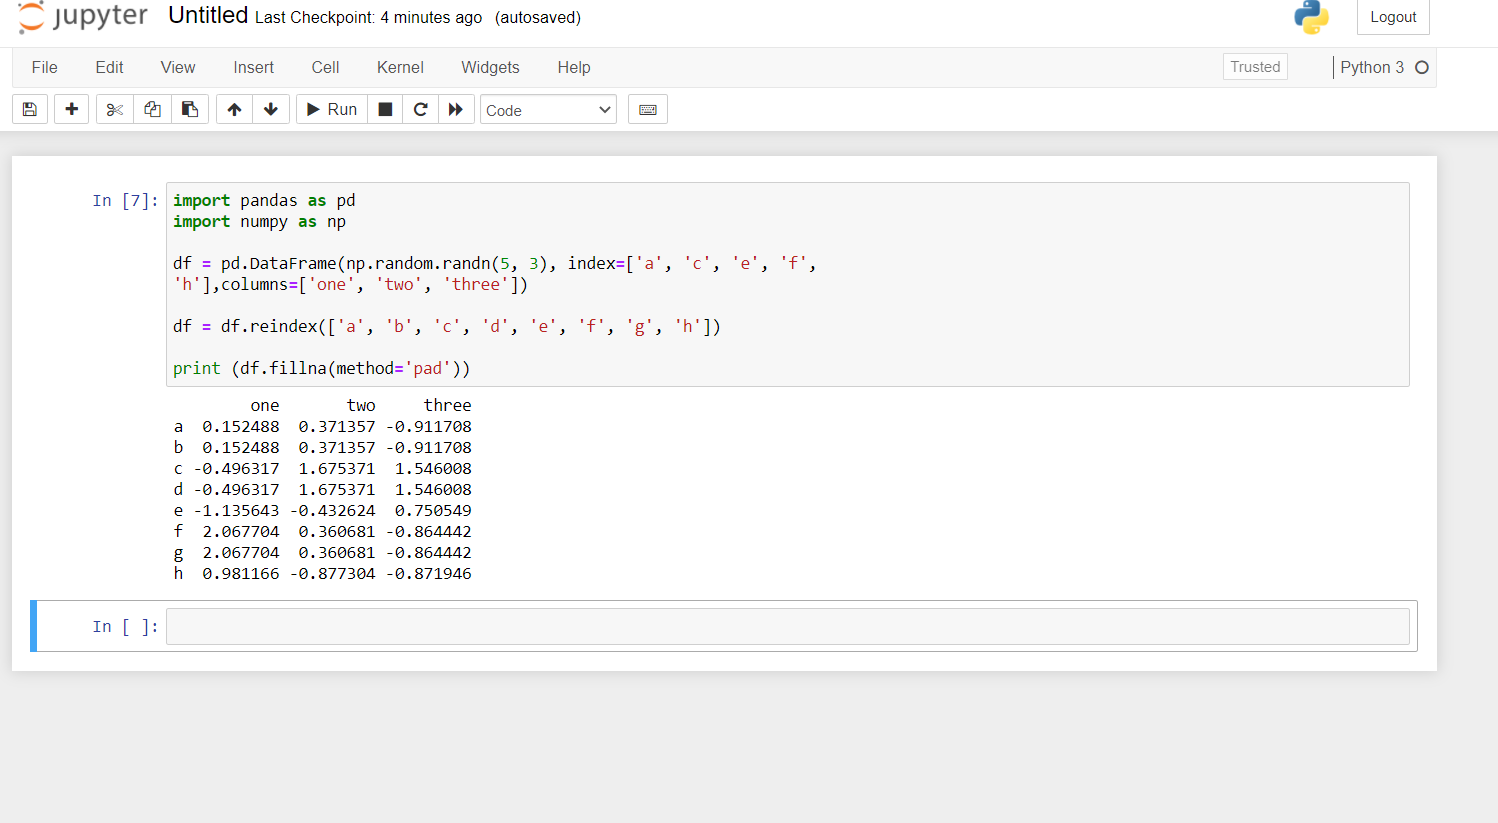 jupyter Untitled Last Checkpoint: 4 minutes ago (autosaved) Logout
File Edit View Insert Cell Kernel Widgets Help Trusted Python 3
Run Code
In [7]: import pandas as pd
import numpy as np
df = pd.DataFrame(np.random.randn(5, 3), index=['a', 'c', 'e', 'f',
'h'],columns=['one', 'two', 'three'])
df = df.reindex(['a', 'b', 'c', 'd', 'e', 'f', 'g', 'h'])
print (df.fillna(method='pad'))
one two three
a 0.152488 0.371357 -0.911708
b 0.152488 0.371357 -0.911708
c -0.496317 1.675371 1.546008
d -0.496317 1.675371 1.546008
e -1.135643 -0.432624 0.750549
f 2.067704 0.360681 -0.864442
g 2.067704 0.360681 -0.864442
h 0.981166 -0.877304 -0.871946
In [ ]: